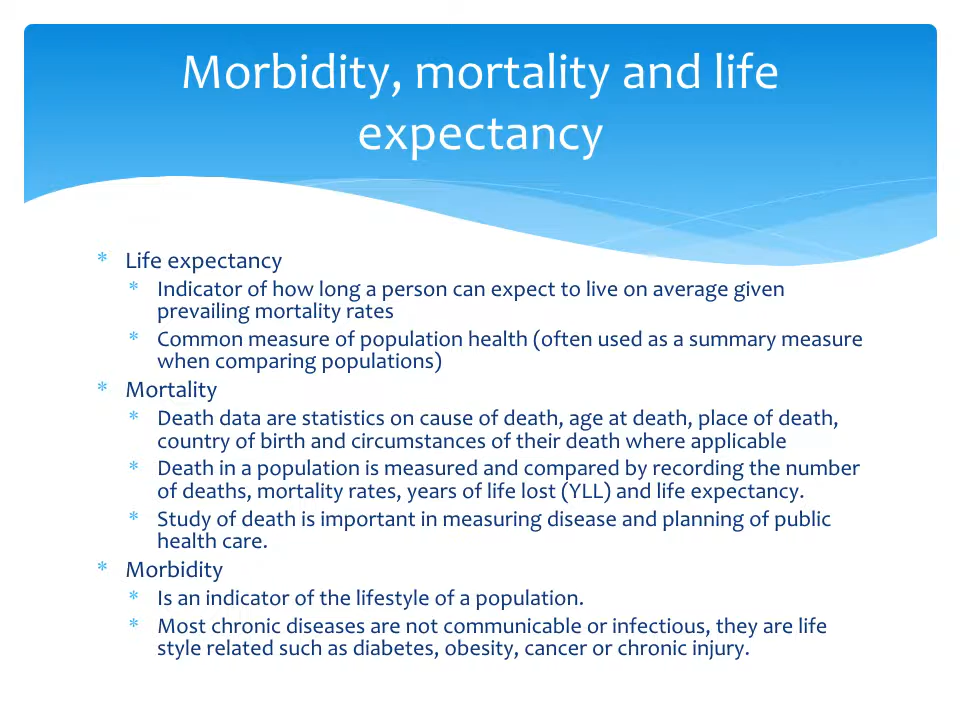 Morbidity, mortality and life
expectancy
* Life expectancy
* Indicator of how long a person can expect to live on average given
prevailing mortality rates
* Common measure of population health (often used as a summary measure
when comparing populations)
* Mortality
* Death data are statistics on cause of death, age at death, place of death,
country of birth and circumstances of their death where applicable
* Death in a population is measured and compared by recording the number
of deaths, mortality rates, years of life lost (YLL) and life expectancy.
* Study of death is important in measuring disease and planning of public
health care.
* Morbidity
* Is an indicator of the lifestyle of a population.
* Most chronic diseases are not communicable or infectious, they are life
style related such as diabetes, obesity, cancer or chronic injury.